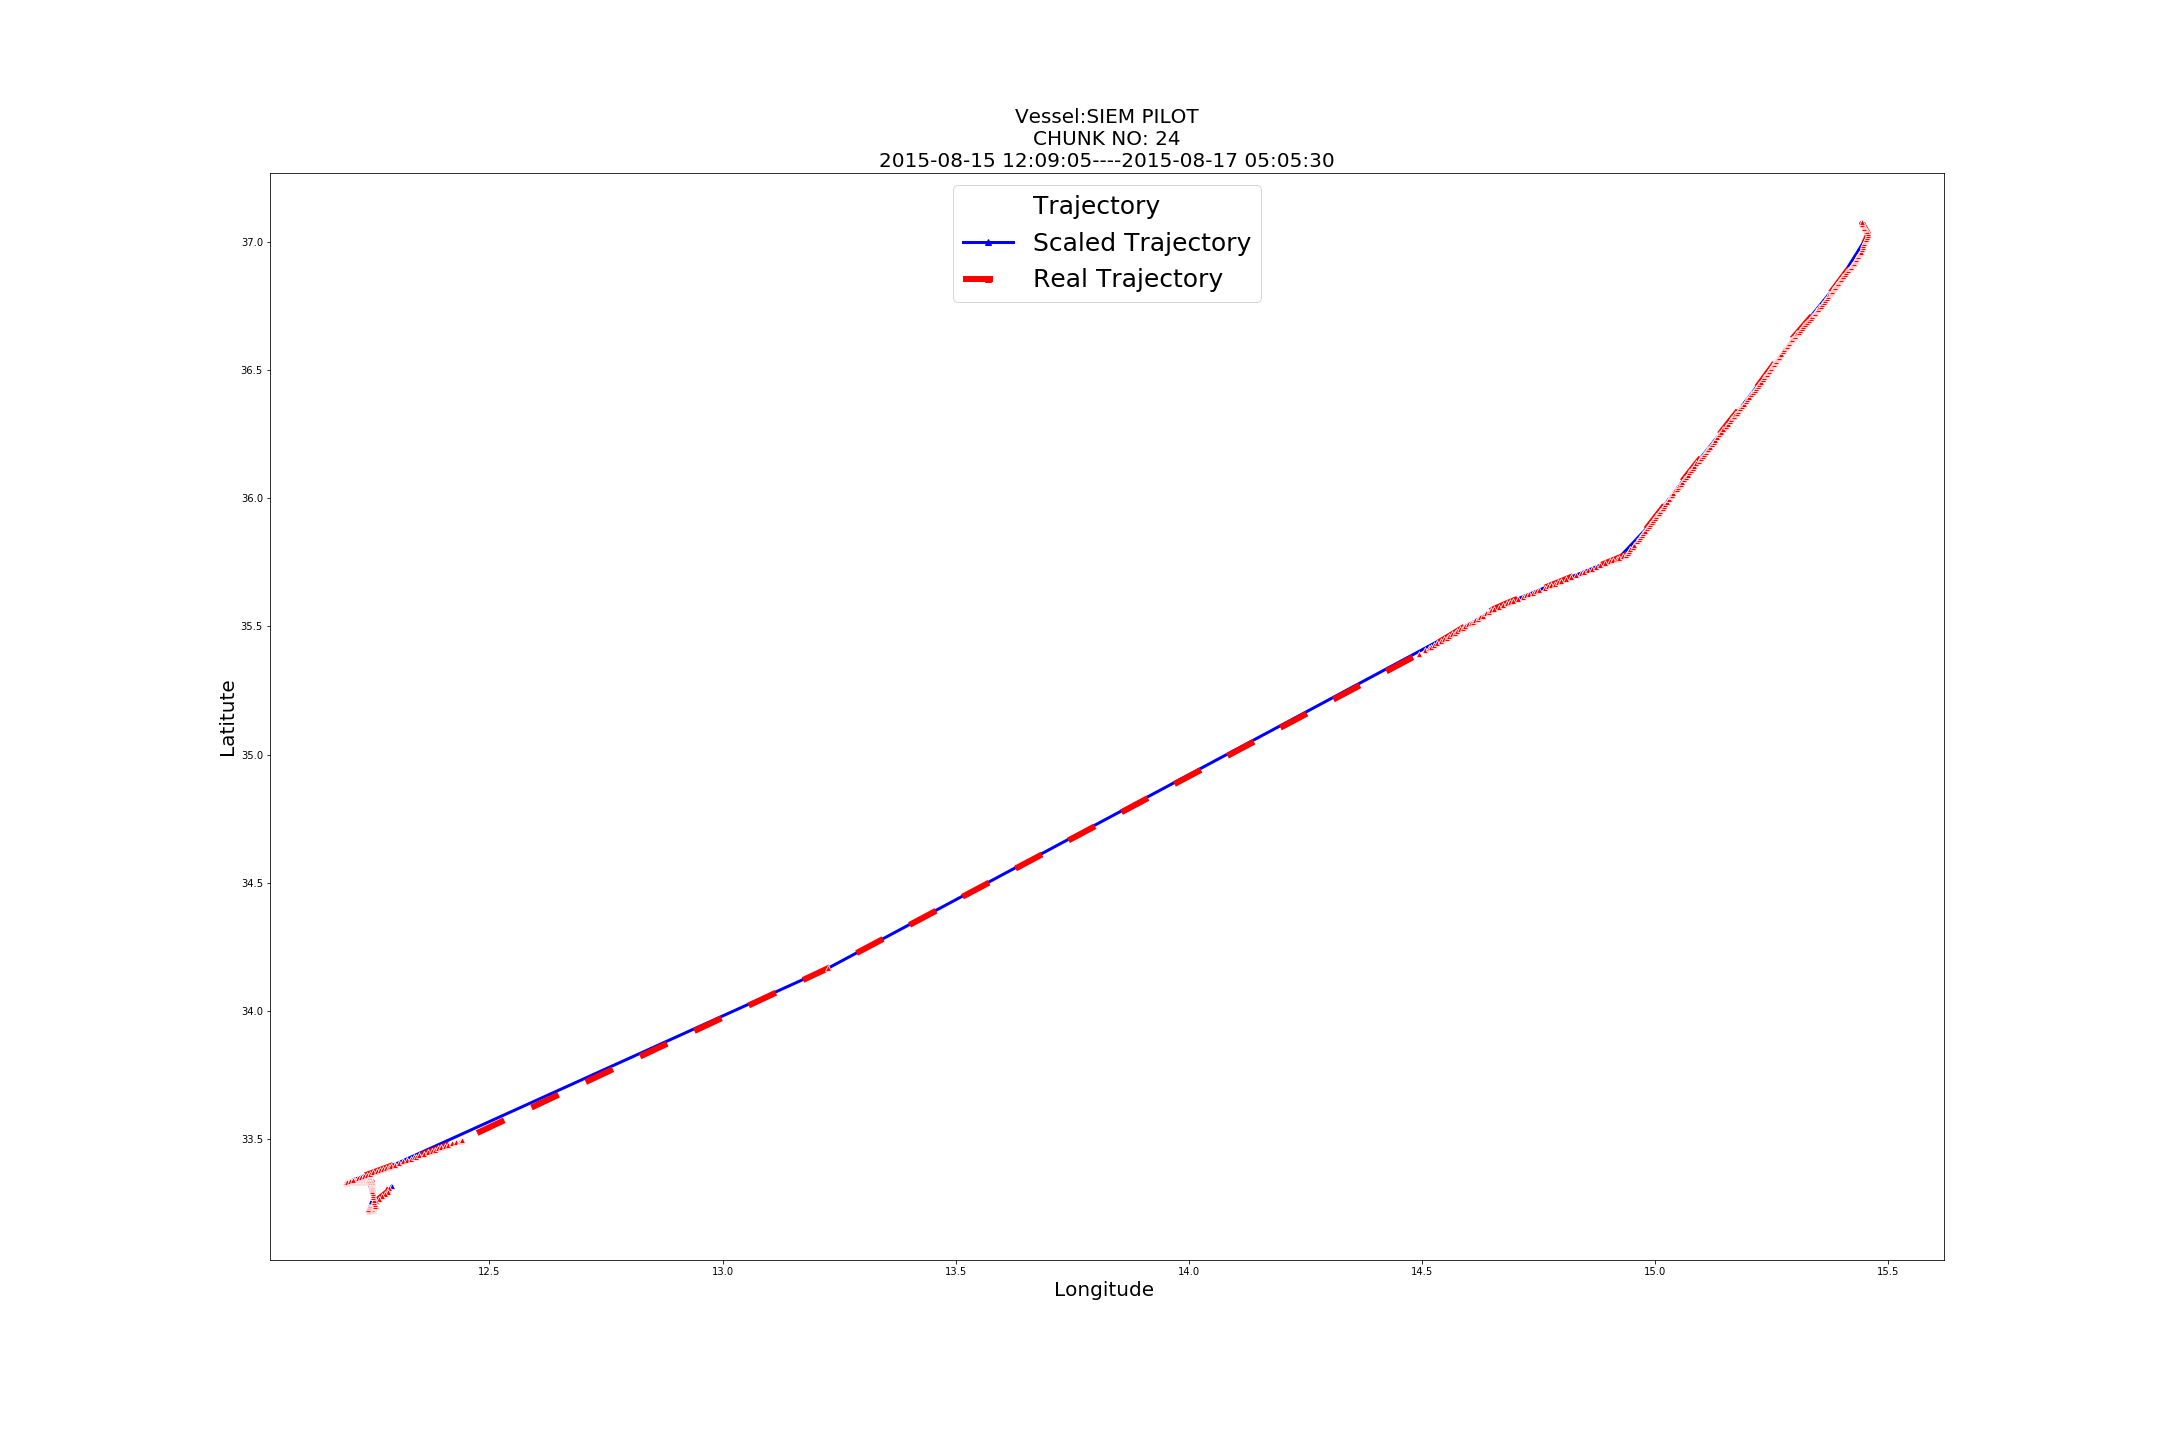 Vessel:SIEM PILOT
CHUNK NO: 24
2015-08-15 12:09:05----2015-08-17 05:05:30
Trajectory
Scaled Trajectory
Real Trajectory
37.0
36.5
36.0
35.5
35.0
34.5
34.0
33.5
Latitute
12.5 13.0 13.5 14.0 14.5 15.0 15.5
Longitude